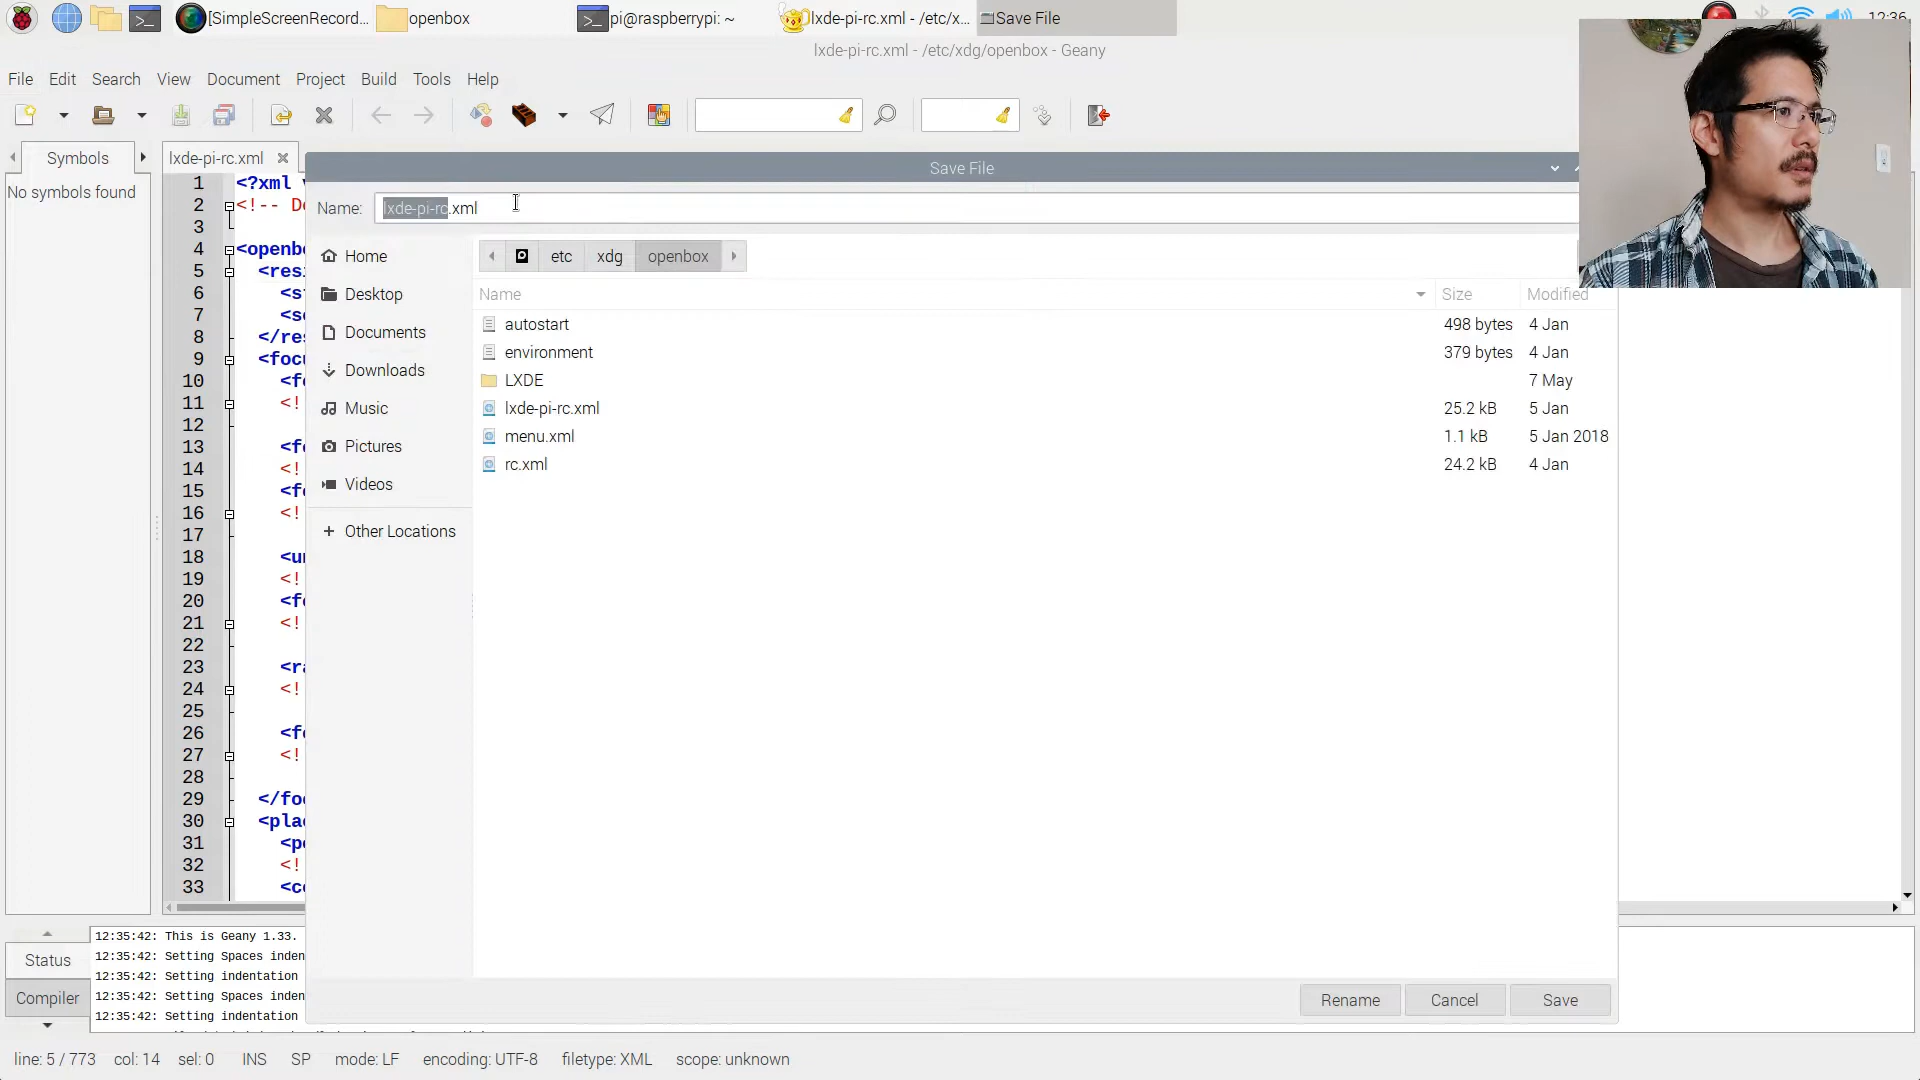 [SimpleScreenRecord... openbox pi@raspberrypi: ~ lxde-pi-rc.xml - /etc/x... Save File 12:36
lxde-pi-rc.xml - /etc/xdg/openbox - Geany
File Edit Search View Document Project Build Tools Help
Symbols lxde-pi-rc.xml
No symbols found
Save File
Name: lxde-pi-rc.xml
etc xdg openbox
Home
Desktop
Documents
Downloads
Music
Pictures
Videos
Other Locations
Name Size Modified
autostart 498 bytes 4 Jan
environment 379 bytes 4 Jan
LXDE 7 May
lxde-pi-rc.xml 25.2 kB 5 Jan
menu.xml 1.1 kB 5 Jan 2018
rc.xml 24.2 kB 4 Jan
Rename Cancel Save
1 <?xml
2 <!--
3
4 <openb
5 <res
6 <s
7 <s
8 </res
9 <focu
10 <f
11 <!
12
13 <f
14 <!
15 <f
16 <!
17
18 <u
19 <!
20 <f
21 <!
22
23 <r
24 <!
25
26 <f
27 <!
28
29 </fo
30 <pla
31 <p
32 <!
33 <c
Status
Compiler
12:35:42: This is Geany 1.33.
12:35:42: Setting Spaces inden
12:35:42: Setting indentation
12:35:42: Setting Spaces inden
12:35:42: Setting indentation
line: 5 / 773 col: 14 sel: 0 INS SP mode: LF encoding: UTF-8 filetype: XML scope: unknown